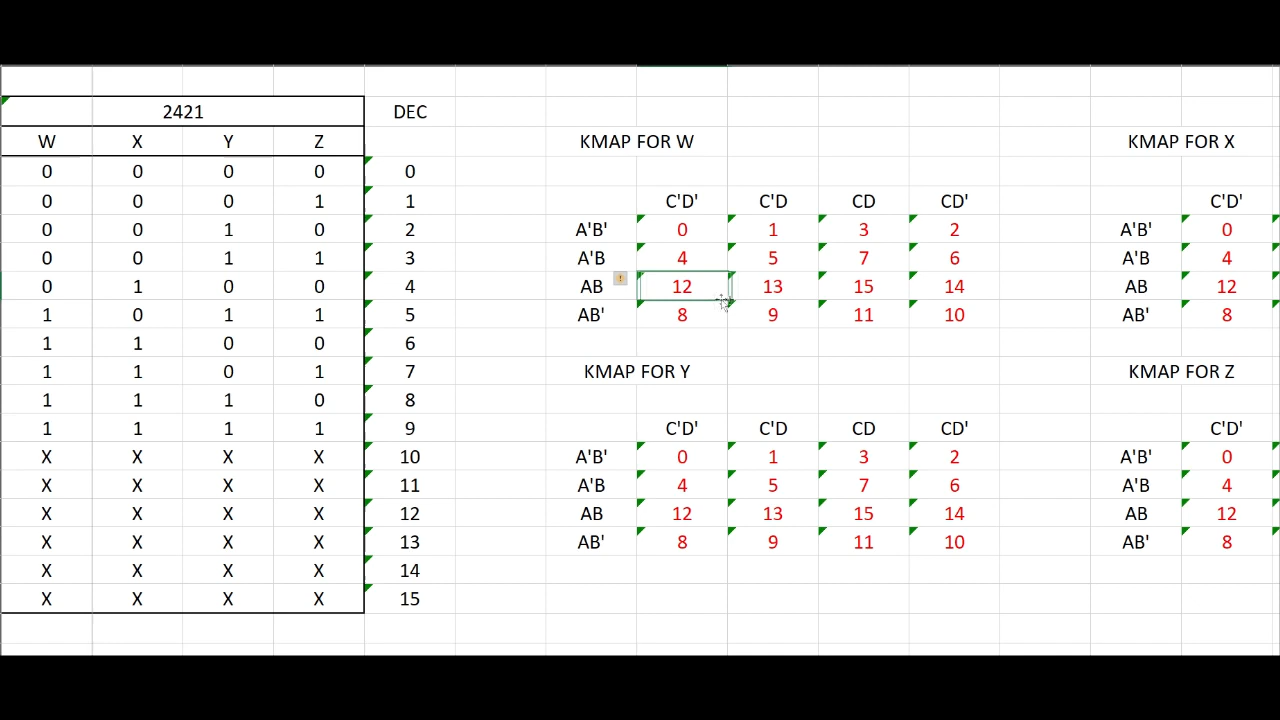 2421 DEC
W X Y Z KMAP FOR W KMAP FOR X
0 0 0 0 0
0 0 0 1 1 C'D' C'D CD CD' C'D'
0 0 1 0 2 A'B' 0 1 3 2 A'B' 0
0 0 1 1 3 A'B 4 5 7 6 A'B 4
0 1 0 0 4 AB 12 13 15 14 AB 12
1 0 1 1 5 AB' 8 9 11 10 AB' 8
1 1 0 0 6
1 1 0 1 7 KMAP FOR Y KMAP FOR Z
1 1 1 0 8
1 1 1 1 9 C'D' C'D CD CD' C'D'
X X X X 10 A'B' 0 1 3 2 A'B' 0
X X X X 11 A'B 4 5 7 6 A'B 4
X X X X 12 AB 12 13 15 14 AB 12
X X X X 13 AB' 8 9 11 10 AB' 8
X X X X 14
X X X X 15